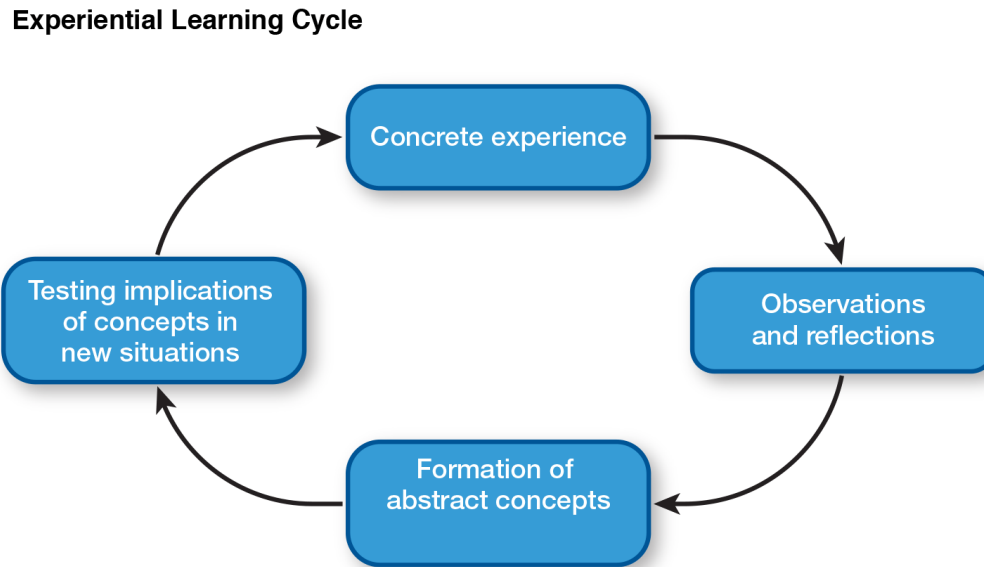 Experiential Learning Cycle
Concrete experience
Observations
and reflections
Formation of
abstract concepts
Testing implications
of concepts in
new situations